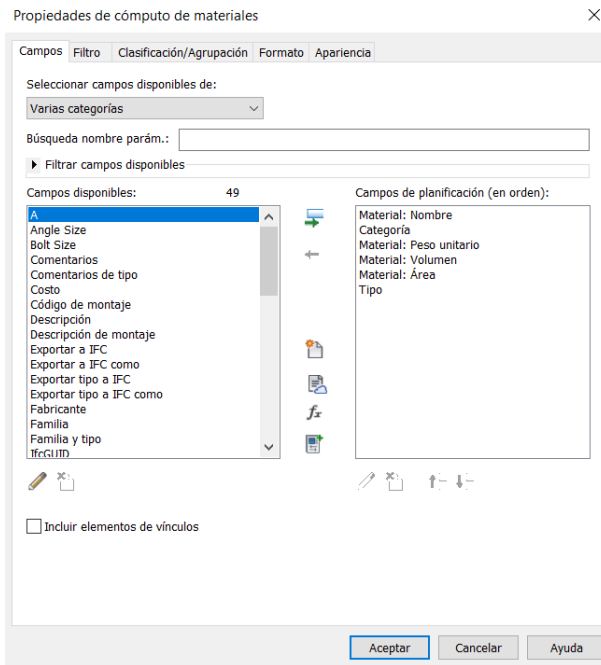 Propiedades de cómputo de materiales
Campos Filtro Clasificación/Agrupación Formato Apariencia
Seleccionar campos disponibles de:
Varias categorías
Búsqueda nombre parám.:
Filtrar campos disponibles
Campos disponibles: 49
A
Angle Size
Bolt Size
Comentarios
Comentarios de tipo
Costo
Código de montaje
Descripción
Descripción de montaje
Exportar a IFC
Exportar a IFC como
Exportar tipo a IFC
Exportar tipo a IFC como
Fabricante
Familia
Familia y tipo
IfcGUID
fx
Campos de planificación (en orden):
Material: Nombre
Categoría
Material: Peso unitario
Material: Volumen
Material: Área
Tipo
Incluir elementos de vínculos
Aceptar Cancelar Ayuda